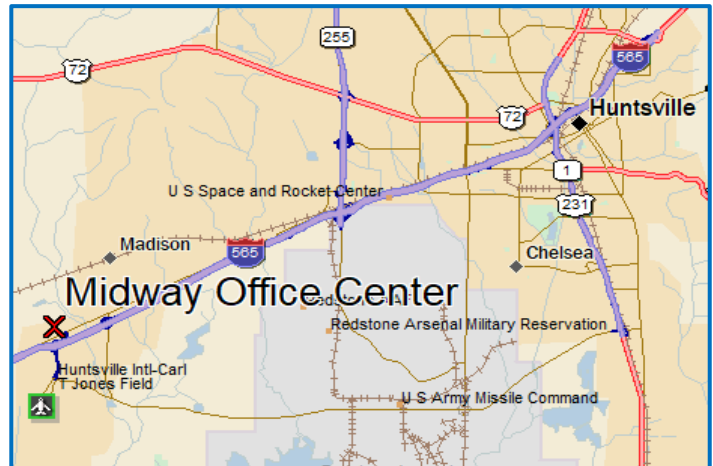 255
565
72
72
Huntsville
1
U S Space and Rocket Center
231
Madison
565
Chelsea
Midway Office Center
Redstone
Redstone Arsenal Military Reservation
Huntsville Intl-Carl
T Jones Field
U S Army Missile Command